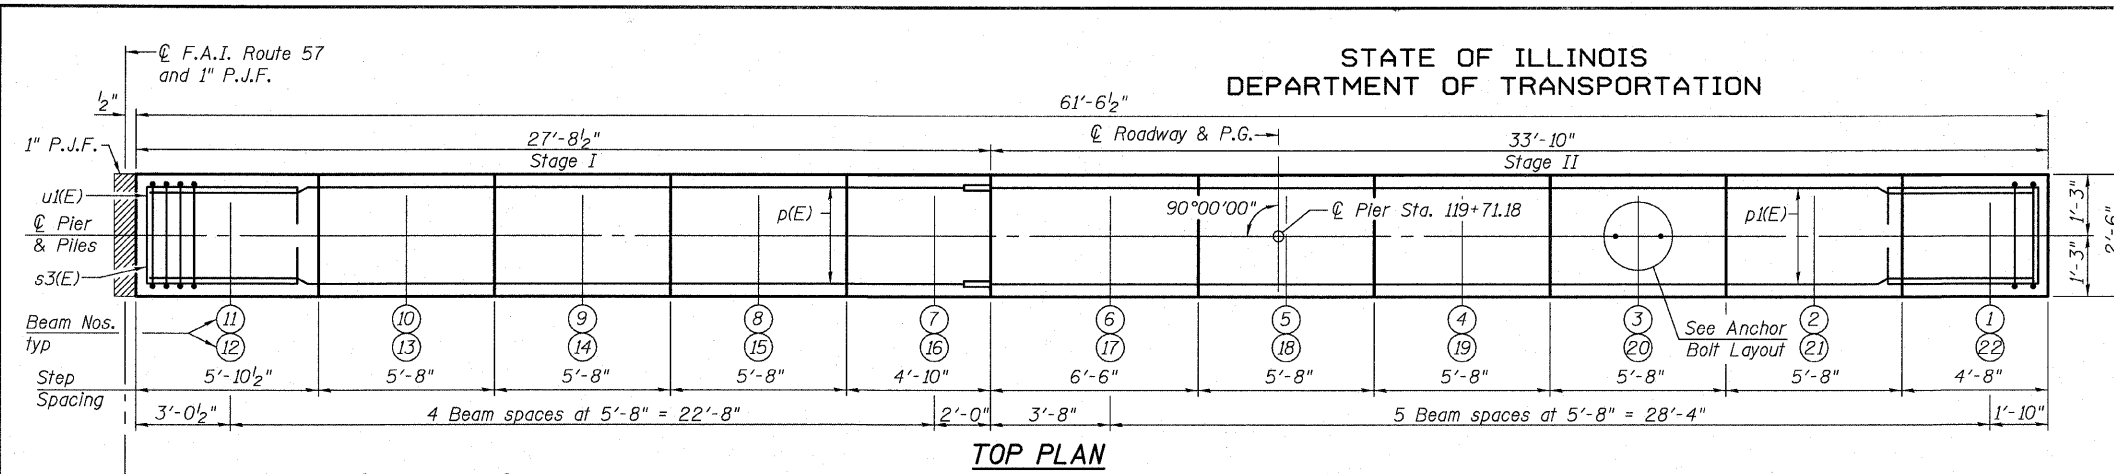 ℄ F.A.I. Route 57
and 1" P.J.F.
STATE OF ILLINOIS
DEPARTMENT OF TRANSPORTATION
½"
61'-6½"
27'-8½"
℄ Roadway & P.G.
33'-10"
1" P.J.F.
Stage I
Stage II
u1(E)
℄ Pier
& Piles
s3(E)
p(E)
90°00'00"
℄ Pier Sta. 119+71.18
p1(E)
1'-3"
1'-3"
2'-6"
Beam Nos.
typ
11 10 9 8 7 6 5 4 3 2 1
12 13 14 15 16 17 18 19 20 21 22
See Anchor
Bolt Layout
Step
Spacing
5'-10½" 5'-8" 5'-8" 5'-8" 4'-10" 6'-6" 5'-8" 5'-8" 5'-8" 5'-8" 4'-8"
3'-0½" 4 Beam spaces at 5'-8" = 22'-8" 2'-0" 3'-8" 5 Beam spaces at 5'-8" = 28'-4" 1'-10"
TOP PLAN